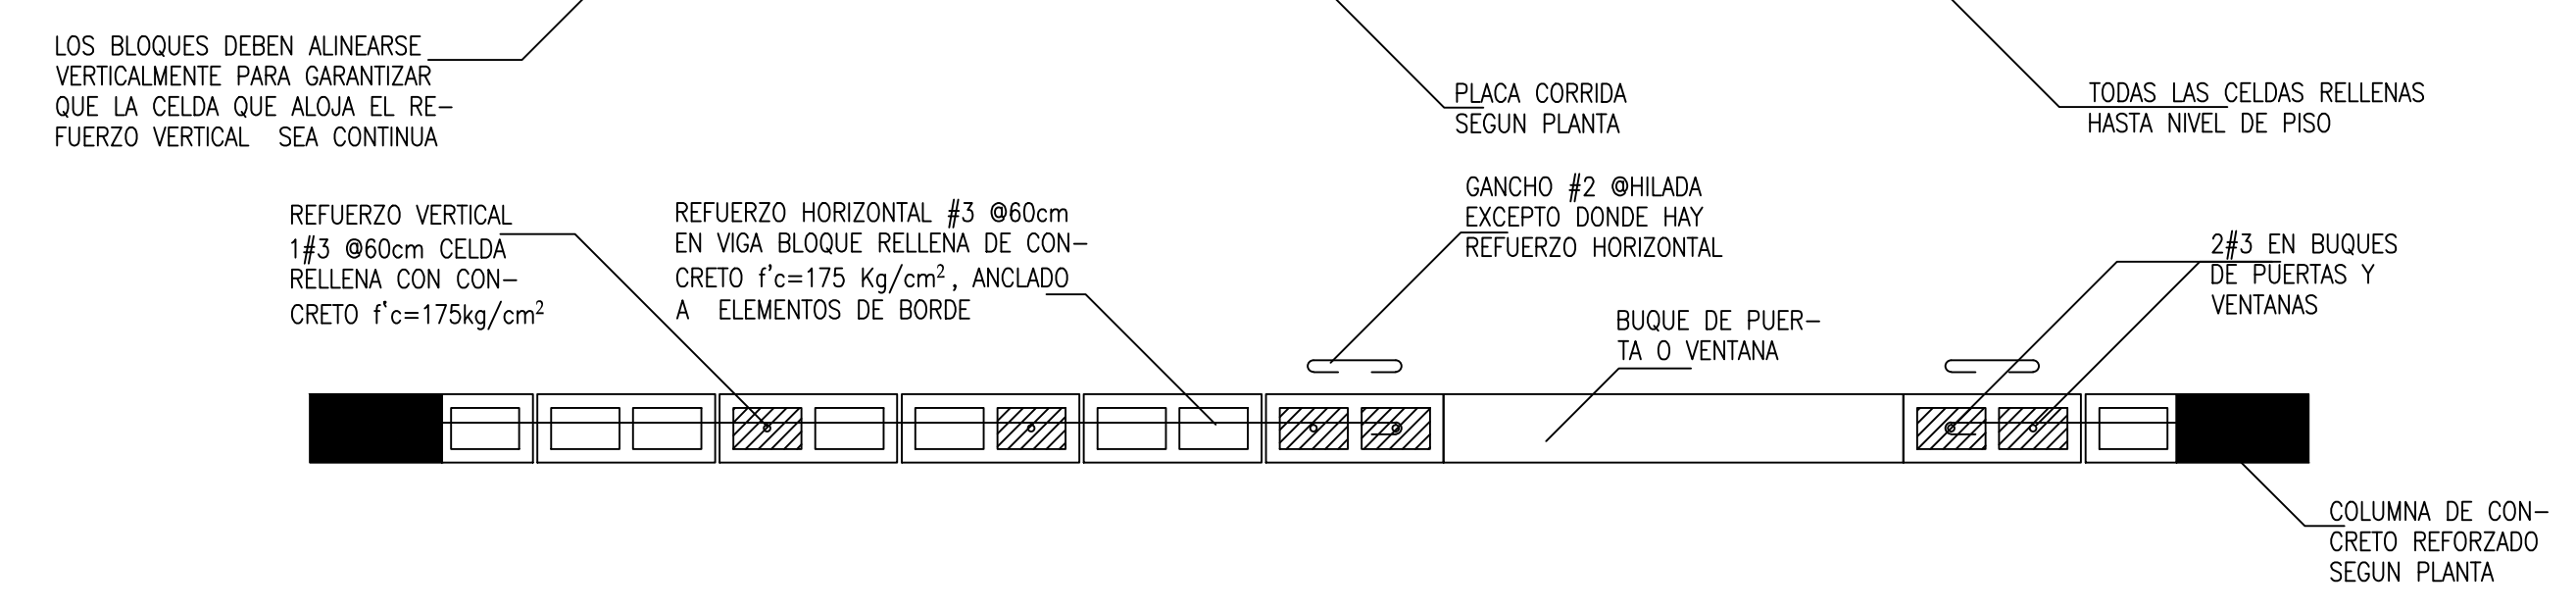 LOS BLOQUES DEBEN ALINEARSE
VERTICALMENTE PARA GARANTIZAR
QUE LA CELDA QUE ALOJA EL RE-
FUERZO VERTICAL SEA CONTINUA
PLACA CORRIDA
SEGUN PLANTA
TODAS LAS CELDAS RELLENAS
HASTA NIVEL DE PISO
REFUERZO VERTICAL
1#3 @60cm CELDA
RELLENA CON CON-
CRETO f'c=175kg/cm²
REFUERZO HORIZONTAL #3 @60cm
EN VIGA BLOQUE RELLENA DE CON-
CRETO f'c=175 Kg/cm², ANCLADO
A ELEMENTOS DE BORDE
GANCHO #2 @HILADA
EXCEPTO DONDE HAY
REFUERZO HORIZONTAL
BUQUE DE PUER-
TA O VENTANA
2#3 EN BUQUES
DE PUERTAS Y
VENTANAS
COLUMNA DE CON-
CRETO REFORZADO
SEGUN PLANTA